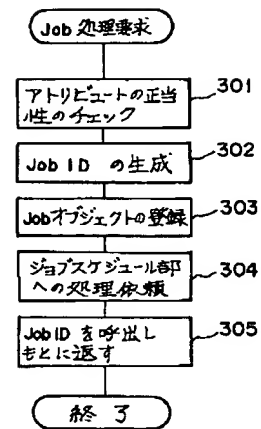 Job 処理要求
アトリビュートの正当
性のチェック
301
Job ID の生成
302
Jobオブジェクトの登録
303
ジョブスケジュール部
への処理依頼
304
Job ID を呼出し
もとに返す
305
終了